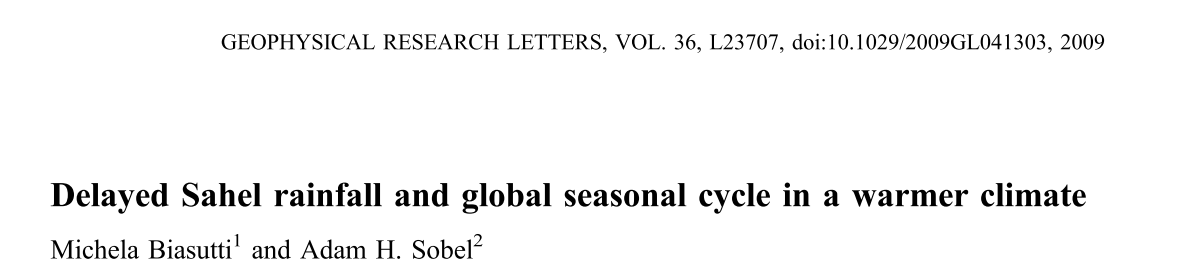 GEOPHYSICAL RESEARCH LETTERS, VOL. 36, L23707, doi:10.1029/2009GL041303, 2009
Delayed Sahel rainfall and global seasonal cycle in a warmer climate
Michela Biasutti¹ and Adam H. Sobel²